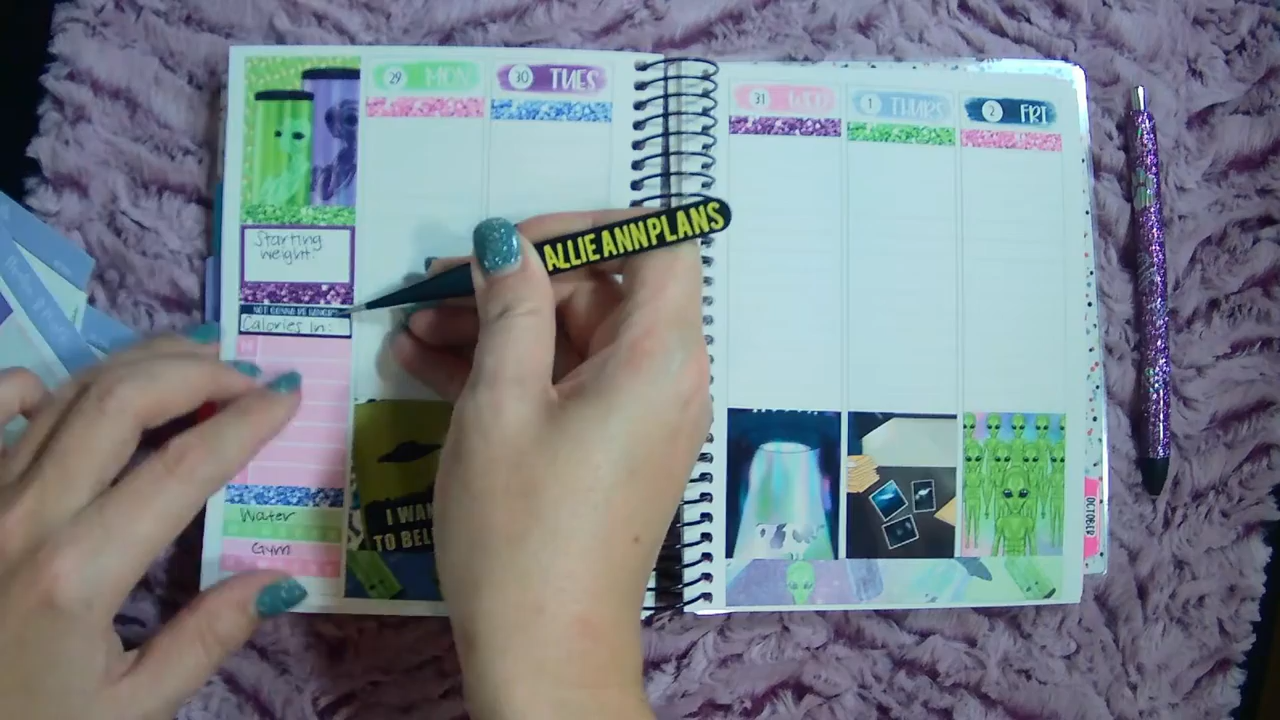 29 MON
30 TUES
31 WED
1 THURS
2 FRI
Starting
weight:
Calories In:
Water
Gym
ALLIEANNPLANS
I WAN
TO BEL
OCTOBER